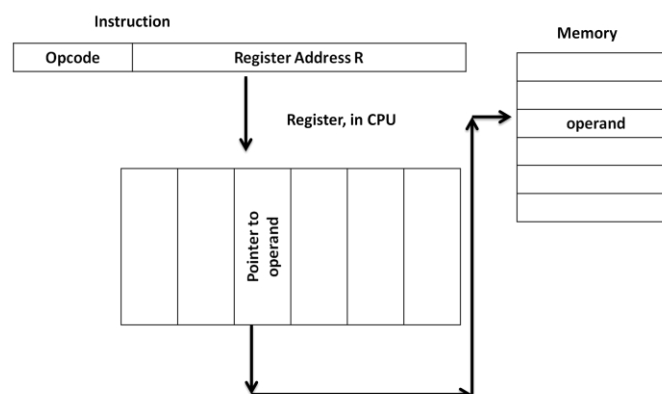 Instruction
Memory
Opcode
Register Address R
Register, in CPU
operand
Pointer to
operand